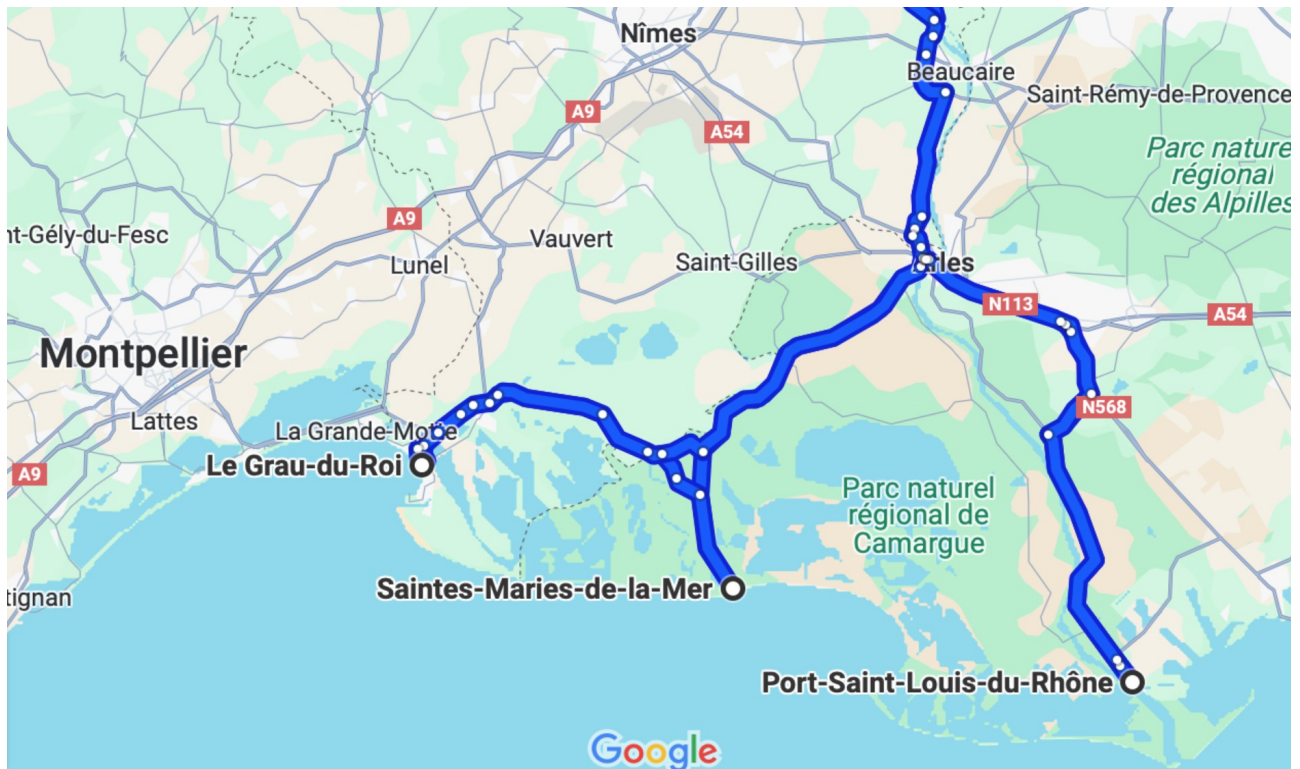 Nîmes
Beaucaire
Saint-Rémy-de-Provence
A9
A54
Parc nature
régional
des Alpilles
A9
nt-Gély-du-Fesc
Vauvert
Lunel
Saint-Gilles
Arles
N113
A54
Montpellier
N568
Lattes
La Grande-Motte
Le Grau-du-Roi
A9
Parc naturel
régional de
Camargue
Saintes-Maries-de-la-Mer
tignan
Port-Saint-Louis-du-Rhône
Google